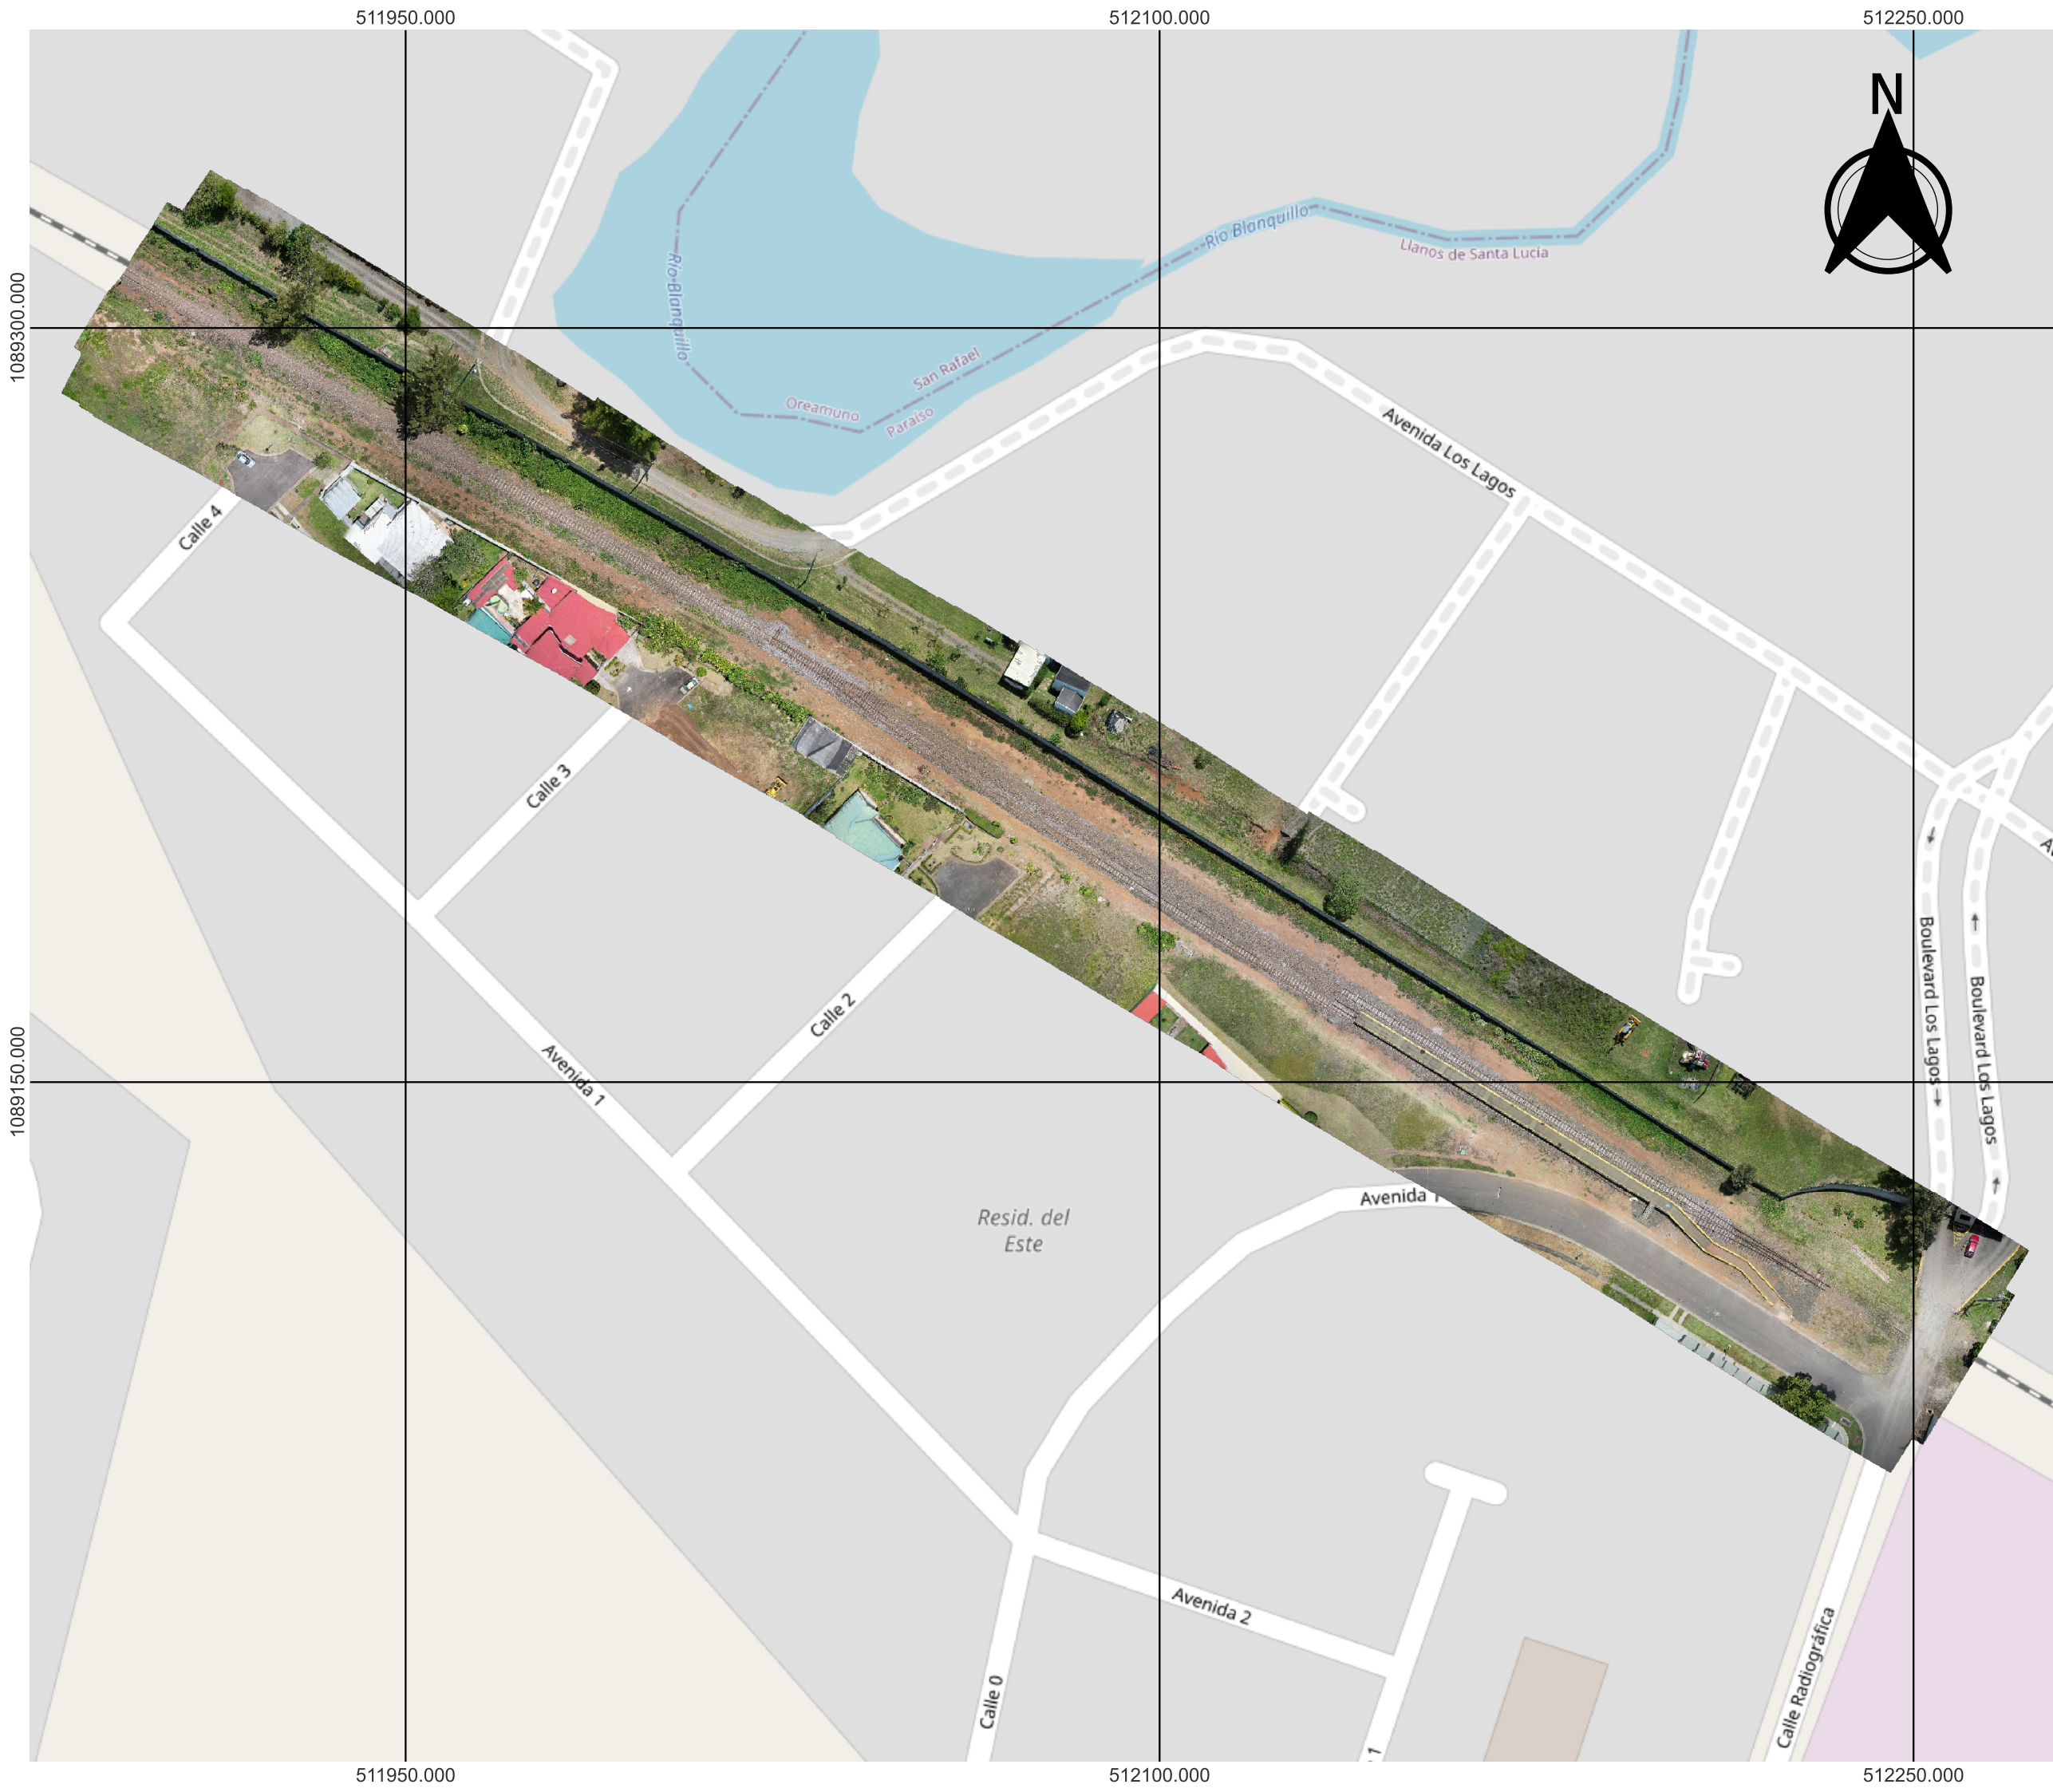 511950.000
512100.000
512250.000
N
1089300.000
1089150.000
Río Blanquillo
Llanos de Santa Lucía
Río Blanquillo
San Rafael
Oreamuno
Paraíso
Avenida Los Lagos
Calle 4
Calle 3
Calle 2
Boulevard Los Lagos
Boulevard Los Lagos
Avenida 1
Avenida 1
Resid. del
Este
Avenida 2
Calle 0
Calle Radiográfica
1
511950.000
512100.000
512250.000